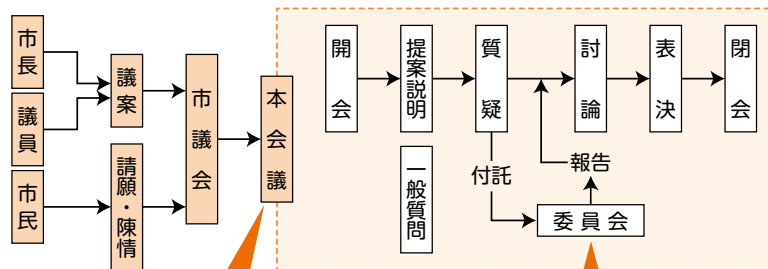 市長
議員
市民
議案
請願・陳情
市議会
本会議
開会
提案説明
質疑
討論
表決
閉会
一般質問
付託
報告
委員会